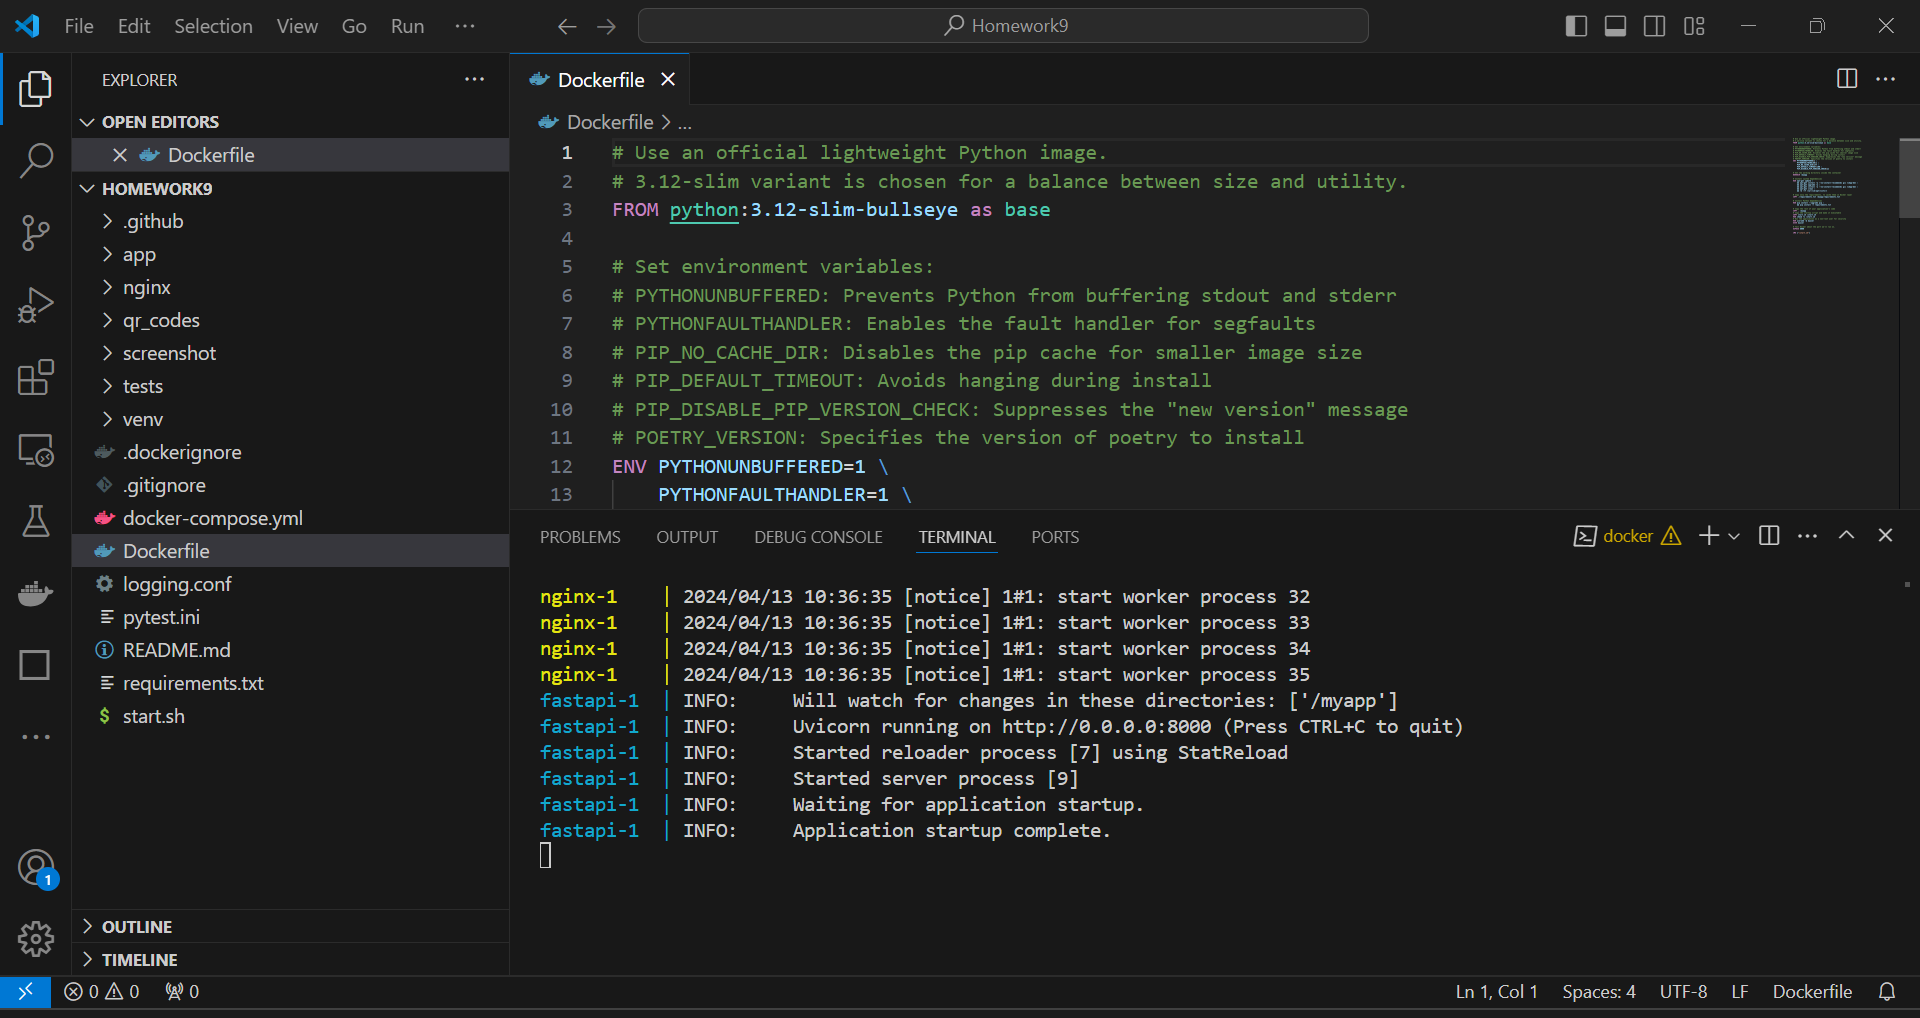 File Edit Selection View Go Run ···
Homework9
EXPLORER
OPEN EDITORS
Dockerfile
HOMEWORK9
.github
app
nginx
qr_codes
screenshot
tests
venv
.dockerignore
.gitignore
docker-compose.yml
Dockerfile
logging.conf
pytest.ini
README.md
requirements.txt
start.sh
OUTLINE
TIMELINE
1
Dockerfile
Dockerfile > ...
1 # Use an official lightweight Python image.
2 # 3.12-slim variant is chosen for a balance between size and utility.
3 FROM python:3.12-slim-bullseye as base
4
5 # Set environment variables:
6 # PYTHONUNBUFFERED: Prevents Python from buffering stdout and stderr
7 # PYTHONFAULTHANDLER: Enables the fault handler for segfaults
8 # PIP_NO_CACHE_DIR: Disables the pip cache for smaller image size
9 # PIP_DEFAULT_TIMEOUT: Avoids hanging during install
10 # PIP_DISABLE_PIP_VERSION_CHECK: Suppresses the "new version" message
11 # POETRY_VERSION: Specifies the version of poetry to install
12 ENV PYTHONUNBUFFERED=1 \
13 PYTHONFAULTHANDLER=1 \
PROBLEMS OUTPUT DEBUG CONSOLE TERMINAL PORTS
docker
nginx-1 | 2024/04/13 10:36:35 [notice] 1#1: start worker process 32
nginx-1 | 2024/04/13 10:36:35 [notice] 1#1: start worker process 33
nginx-1 | 2024/04/13 10:36:35 [notice] 1#1: start worker process 34
nginx-1 | 2024/04/13 10:36:35 [notice] 1#1: start worker process 35
fastapi-1 | INFO: Will watch for changes in these directories: ['/myapp']
fastapi-1 | INFO: Uvicorn running on http://0.0.0.0:8000 (Press CTRL+C to quit)
fastapi-1 | INFO: Started reloader process [7] using StatReload
fastapi-1 | INFO: Started server process [9]
fastapi-1 | INFO: Waiting for application startup.
fastapi-1 | INFO: Application startup complete.
0 0 0
Ln 1, Col 1 Spaces: 4 UTF-8 LF Dockerfile